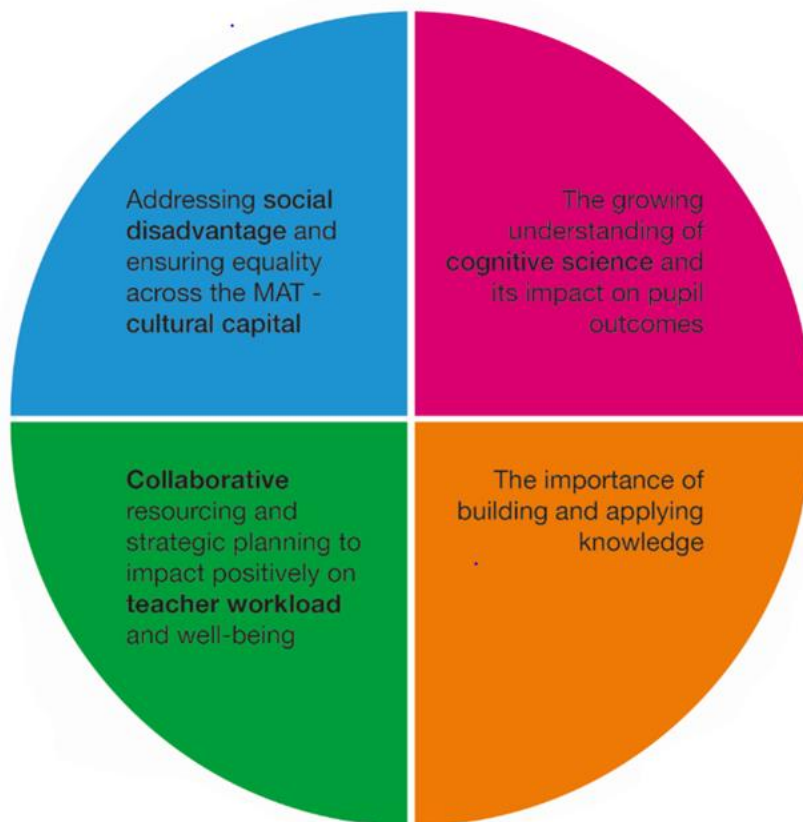 Addressing social
disadvantage and
ensuring equality
across the MAT -
cultural capital
The growing
understanding of
cognitive science and
its impact on pupil
outcomes
Collaborative
resourcing and
strategic planning to
impact positively on
teacher workload
and well-being
The importance of
building and applying
knowledge